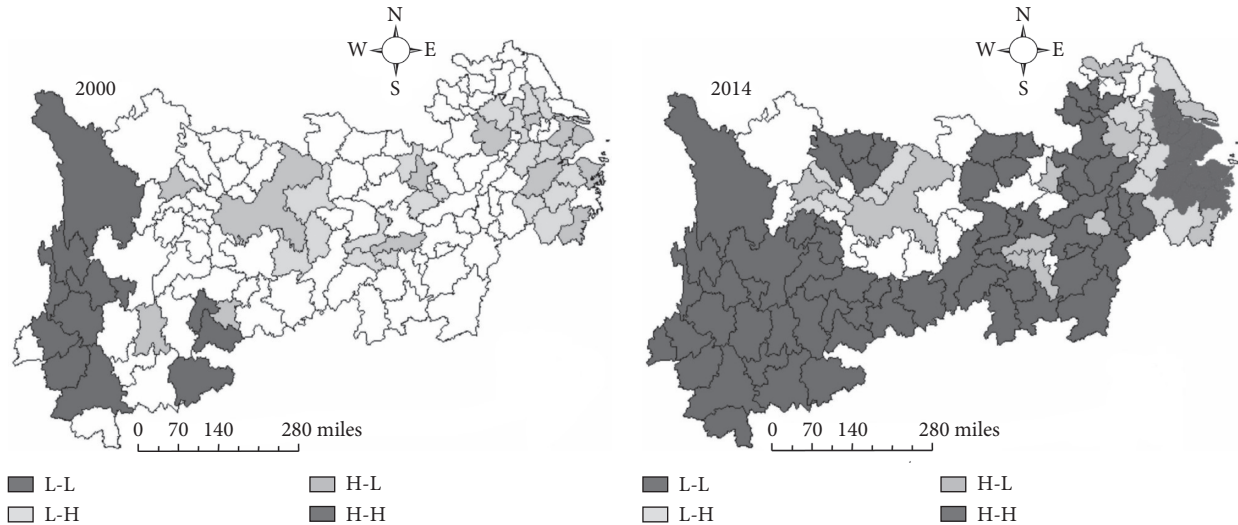 N
W E
S
2000
0 70 140 280 miles
L-L H-L
L-H H-H
N
W E
S
2014
0 70 140 280 miles
L-L H-L
L-H H-H